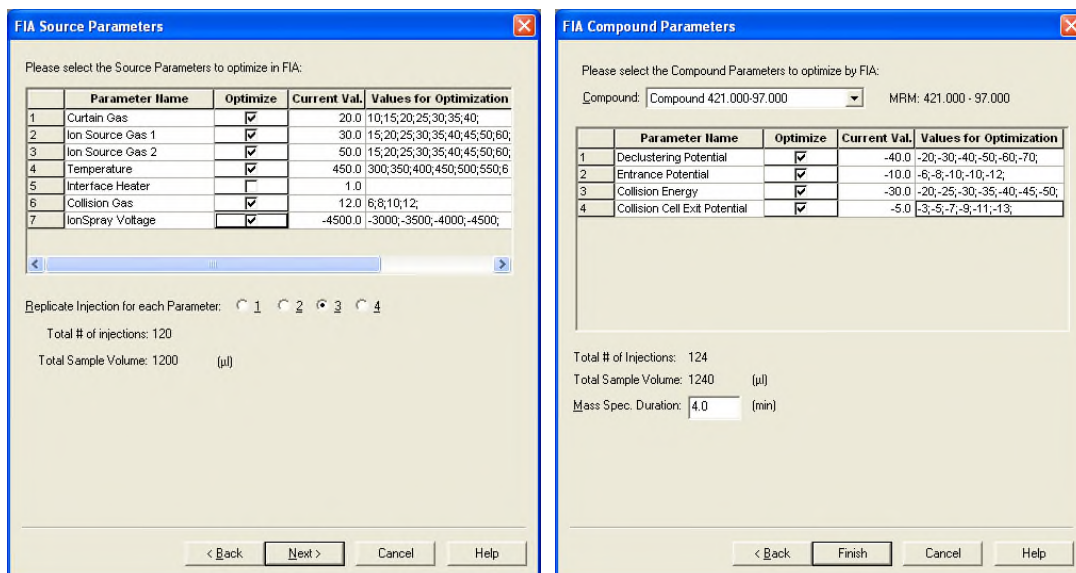 FIA Source Parameters
Please select the Source Parameters to optimize in FIA:
Parameter Name Optimize Current Val. Values for Optimization
1 Curtain Gas 20.0 10;15;20;25;30;35;40;
2 Ion Source Gas 1 30.0 15;20;25;30;35;40;45;50;60;
3 Ion Source Gas 2 50.0 15;20;25;30;35;40;45;50;60;
4 Temperature 450.0 300;350;400;450;500;550;6
5 Interface Heater 1.0
6 Collision Gas 12.0 6;8;10;12;
7 IonSpray Voltage -4500.0 -3000;-3500;-4000;-4500;
Replicate Injection for each Parameter: 1 2 3 4
Total # of injections: 120
Total Sample Volume: 1200 (µl)
< Back Next > Cancel Help
FIA Compound Parameters
Please select the Compound Parameters to optimize by FIA:
Compound: Compound 421.000-97.000 MRM: 421.000 - 97.000
Parameter Name Optimize Current Val. Values for Optimization
1 Declustering Potential -40.0 -20;-30;-40;-50;-60;-70;
2 Entrance Potential -10.0 -6;-8;-10;-10;-12;
3 Collision Energy -30.0 -20;-25;-30;-35;-40;-45;-50;
4 Collision Cell Exit Potential -5.0 -3;-5;-7;-9;-11;-13;
Total # of Injections: 124
Total Sample Volume: 1240 (µl)
Mass Spec. Duration: 4.0 (min)
< Back Finish Cancel Help